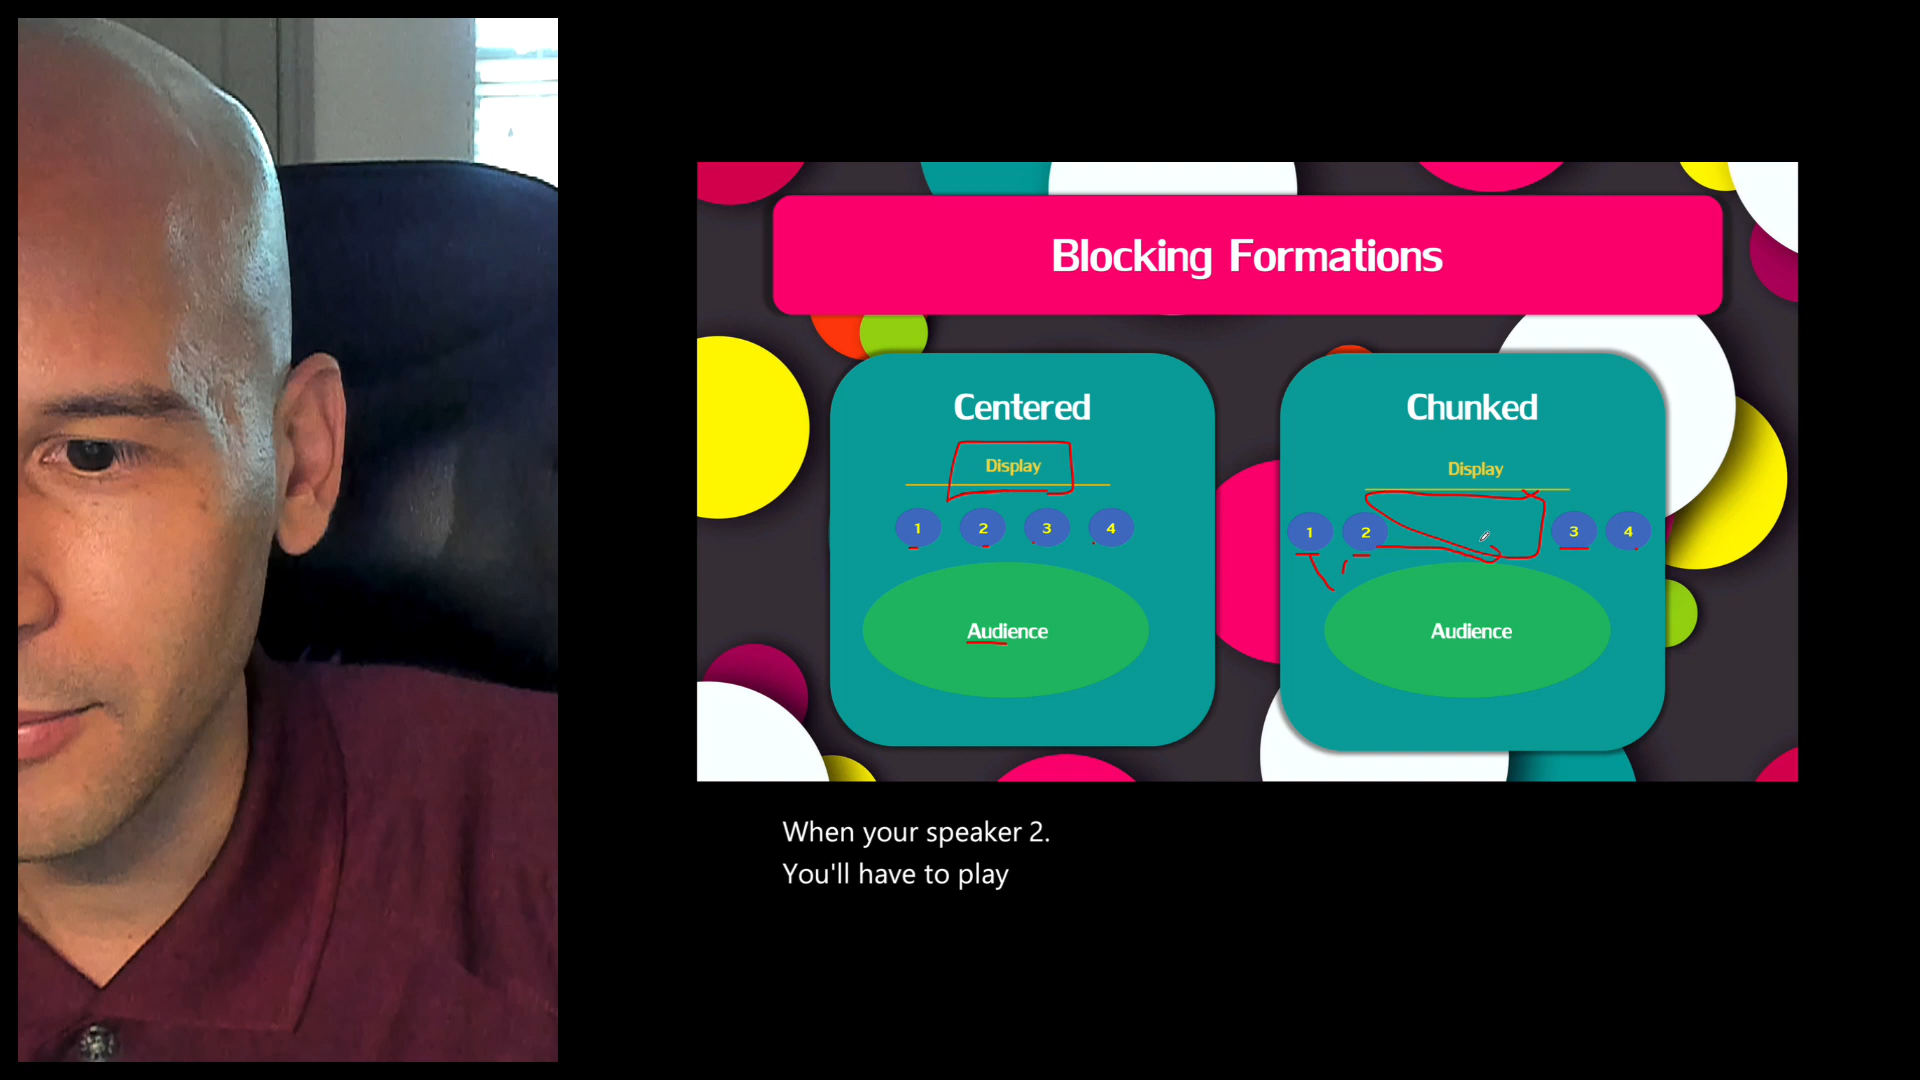 Blocking Formations
Centered
Display
1 2 3 4
Audience
Chunked
Display
1 2 3 4
Audience
When your speaker 2.
You'll have to play